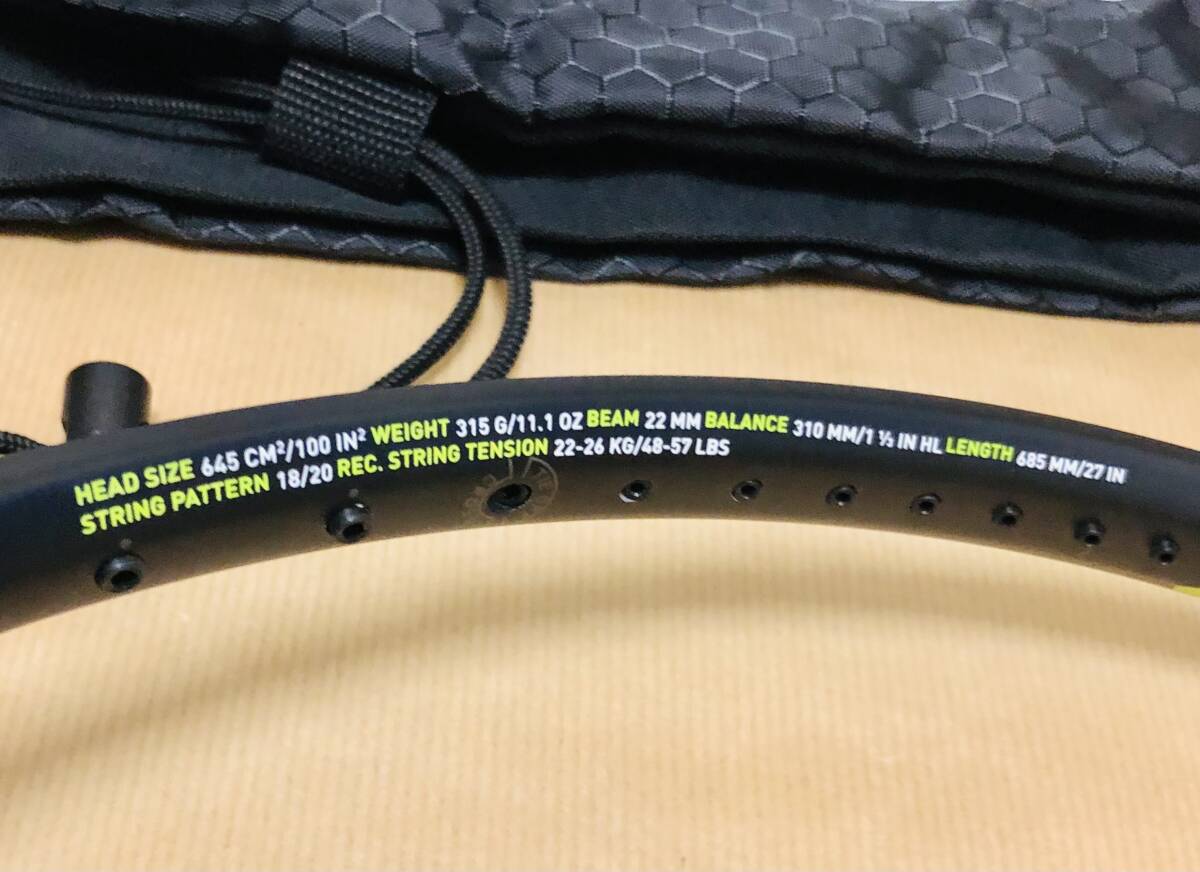 HEAD SIZE 645 CM²/100 IN² WEIGHT 315 G/11.1 OZ BEAM 22 MM BALANCE 310 MM/1 ⅓ IN HL LENGTH 685 MM/27 IN
STRING PATTERN 18/20 REC. STRING TENSION 22-26 KG/48-57 LBS